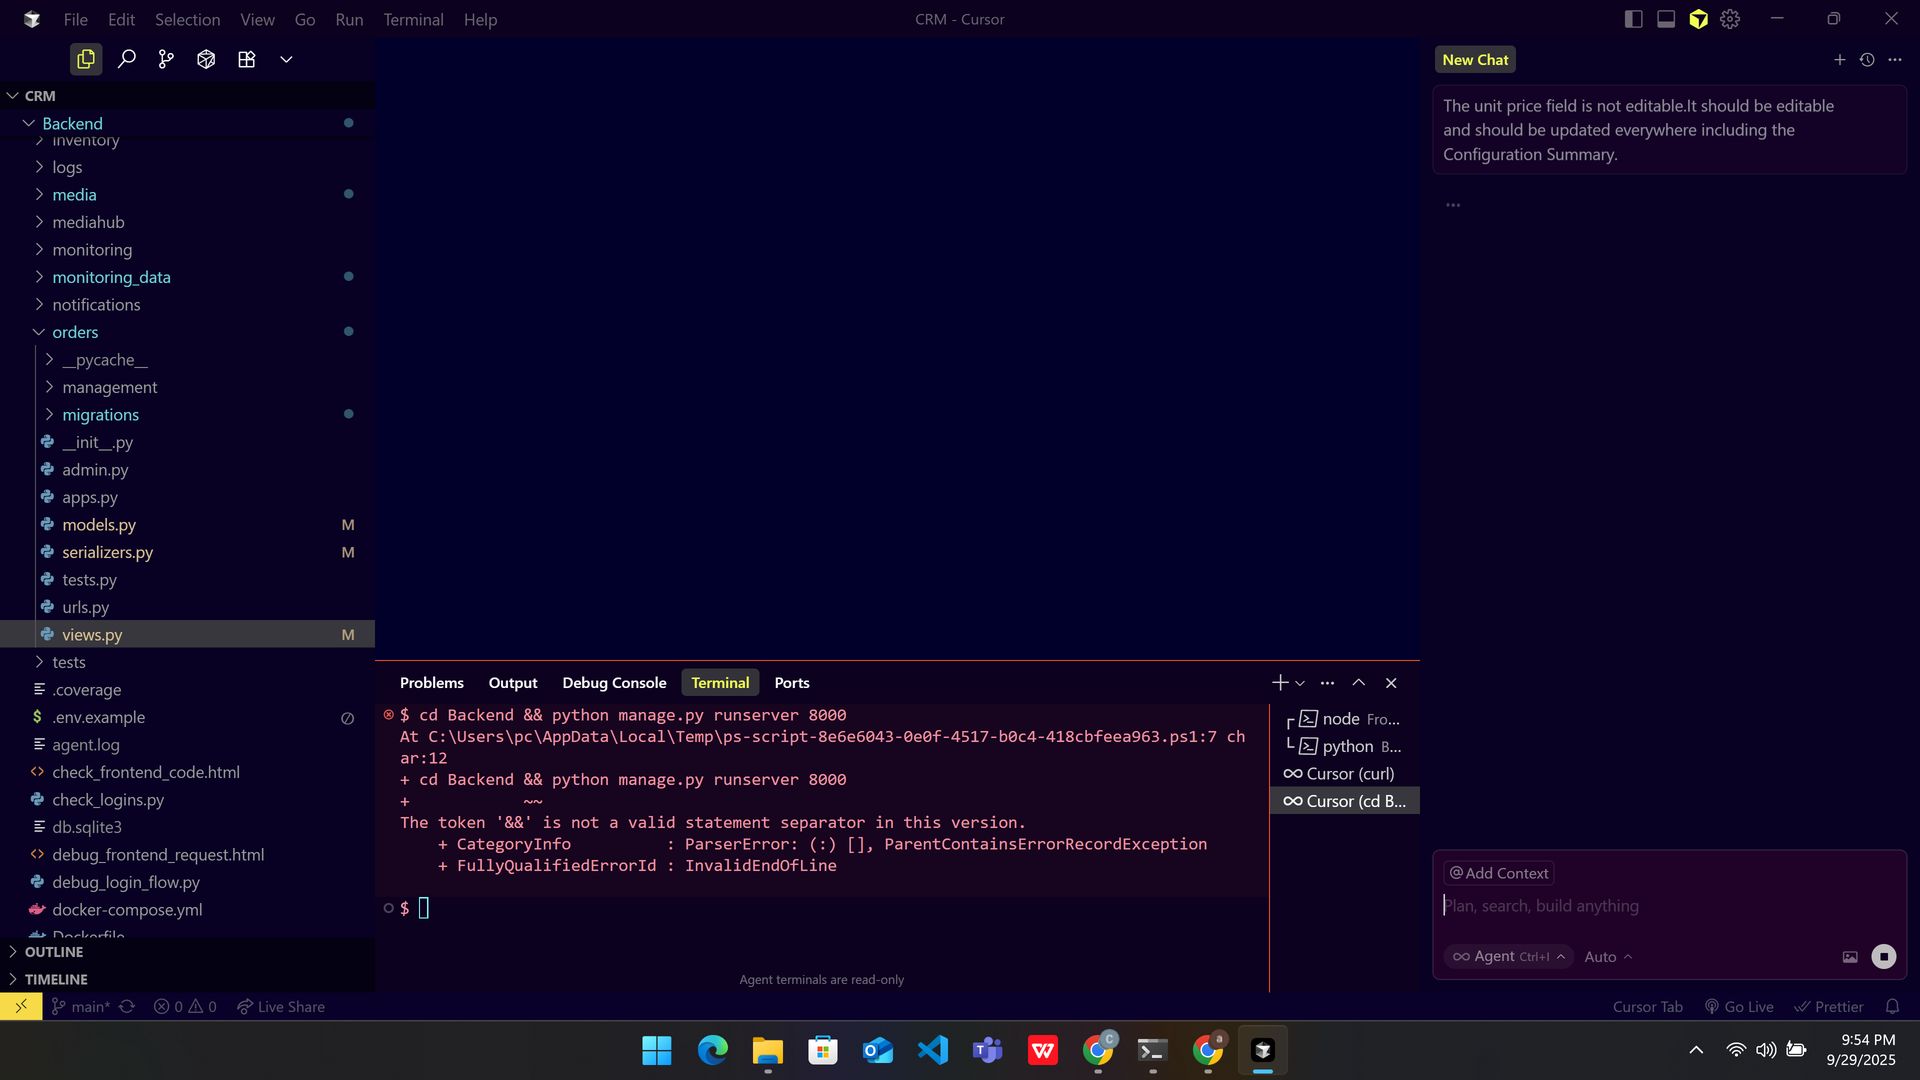 File Edit Selection View Go Run Terminal Help
CRM - Cursor
CRM
Backend
inventory
logs
media
mediahub
monitoring
monitoring_data
notifications
orders
__pycache__
management
migrations
__init__.py
admin.py
apps.py
models.py M
serializers.py M
tests.py
urls.py
views.py M
tests
.coverage
.env.example
agent.log
check_frontend_code.html
check_logins.py
db.sqlite3
debug_frontend_request.html
debug_login_flow.py
docker-compose.yml
Dockerfile
OUTLINE
TIMELINE
Problems Output Debug Console Terminal Ports
$ cd Backend && python manage.py runserver 8000
At C:\Users\pc\AppData\Local\Temp\ps-script-8e6e6043-0e0f-4517-b0c4-418cbfeea963.ps1:7 ch
ar:12
+ cd Backend && python manage.py runserver 8000
+ ~~
The token '&&' is not a valid statement separator in this version.
+ CategoryInfo : ParserError: (:) [], ParentContainsErrorRecordException
+ FullyQualifiedErrorId : InvalidEndOfLine
$
Agent terminals are read-only
node Fro...
python B...
Cursor (curl)
Cursor (cd B...
New Chat
The unit price field is not editable.It should be editable
and should be updated everywhere including the
Configuration Summary.
@ Add Context
Plan, search, build anything
Agent Ctrl+I Auto
main* 0 0 Live Share
Cursor Tab Go Live Prettier
9:54 PM
9/29/2025